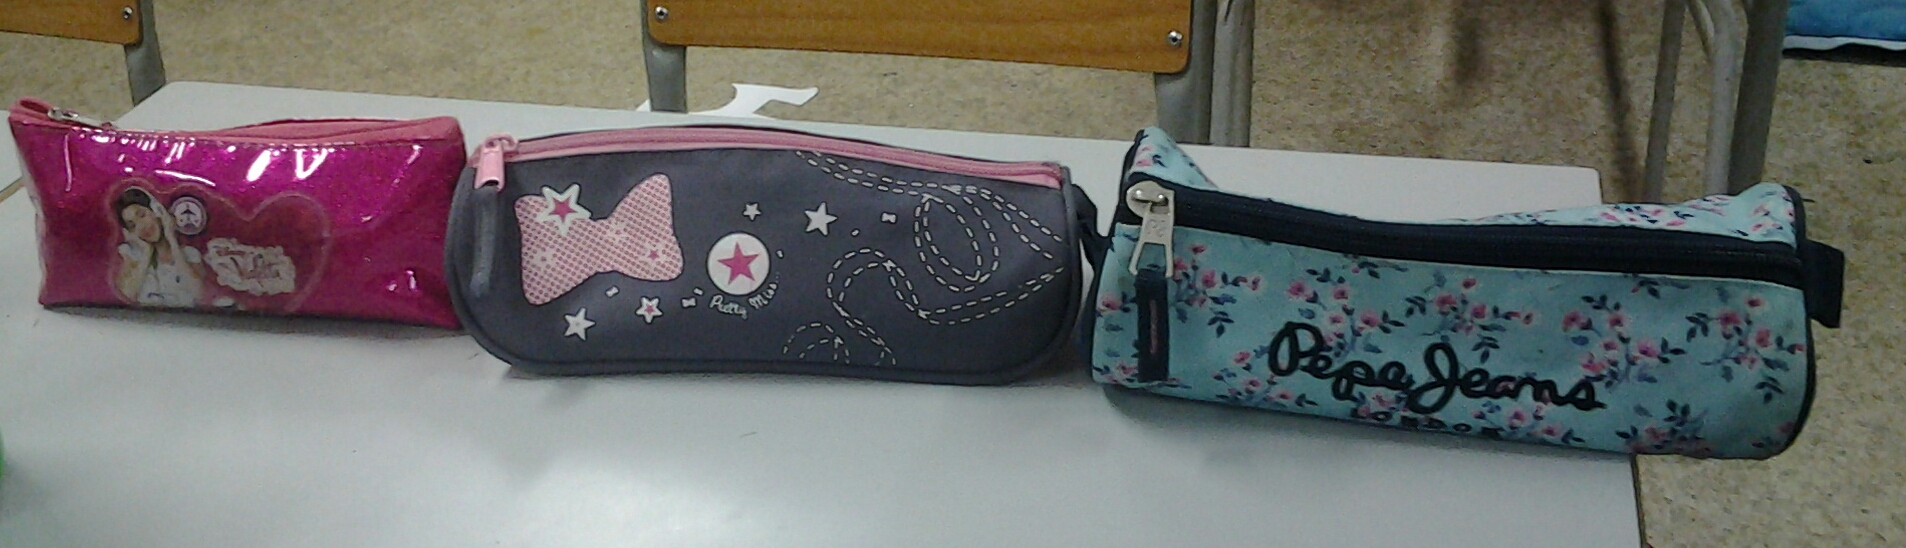 Violetta
Pretty Miss
Pepe Jeans
LONDON